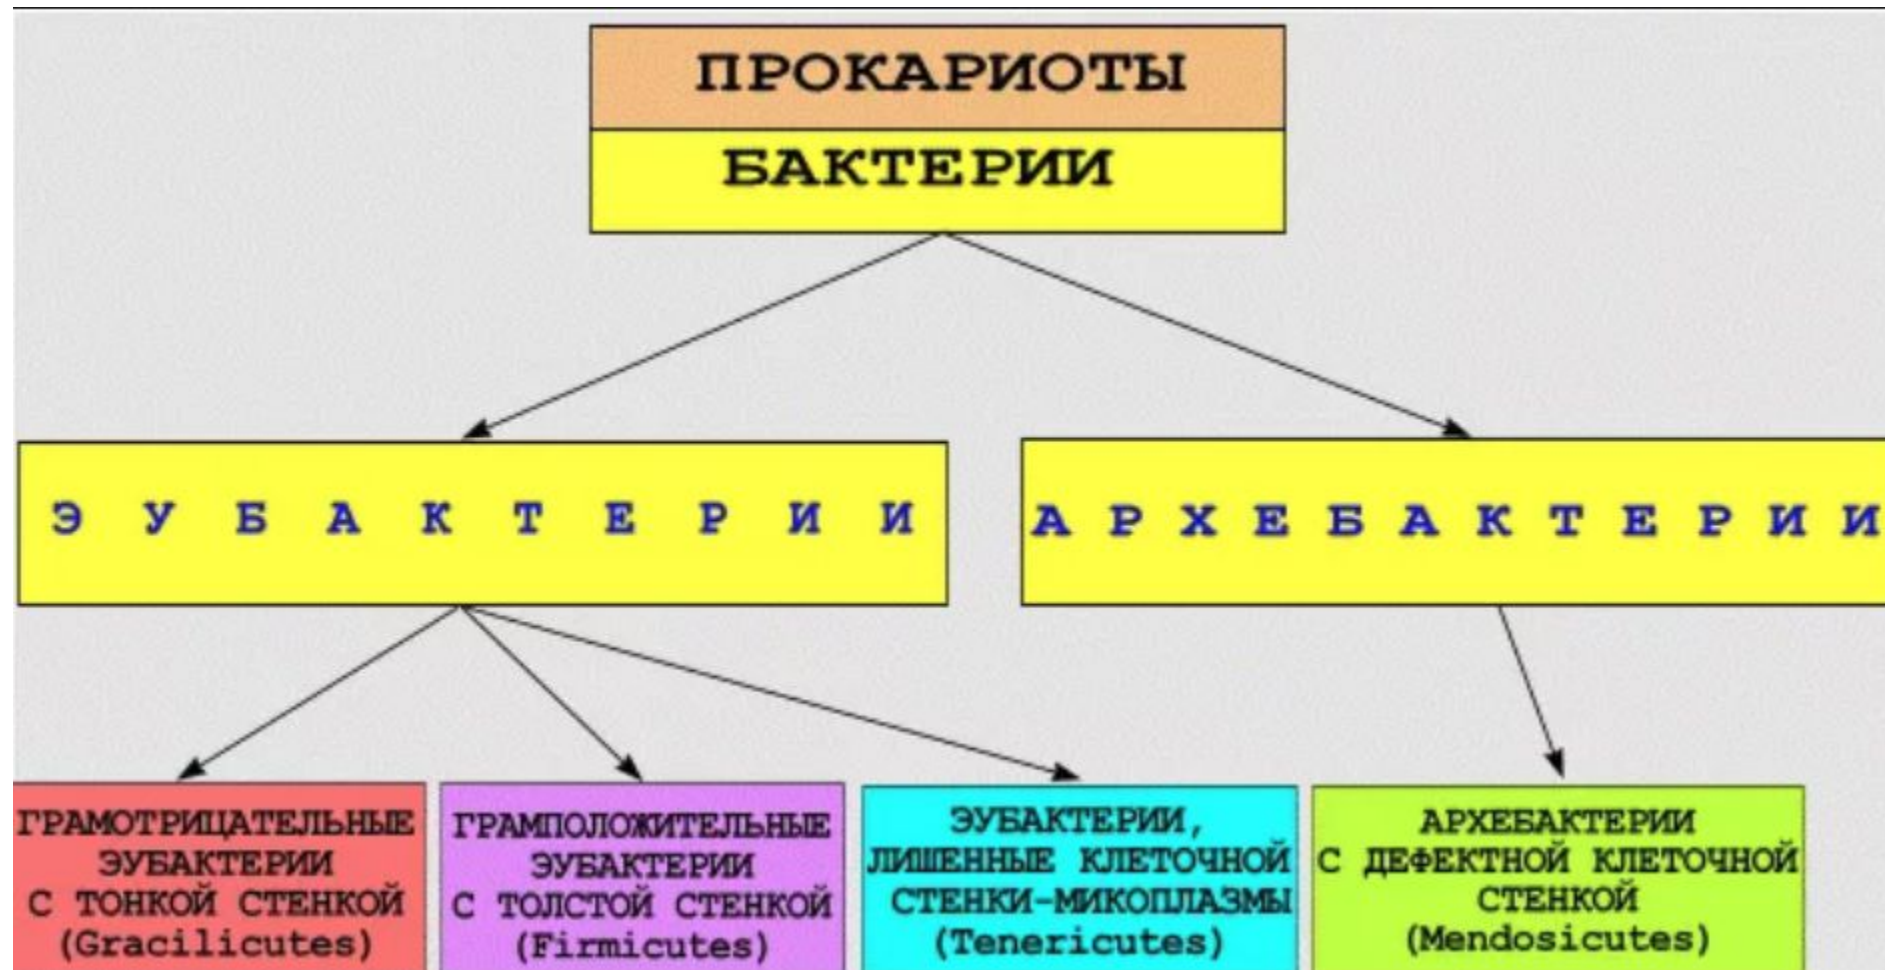 ПРОКАРИОТЫ
БАКТЕРИИ
Э У Б А К Т Е Р И И
А Р Х Е Б А К Т Е Р И И
ГРАМОТРИЦАТЕЛЬНЫЕ
ЭУБАКТЕРИИ
С ТОНКОЙ СТЕНКОЙ
(Gracilicutes)
ГРАМПОЛОЖИТЕЛЬНЫЕ
ЭУБАКТЕРИИ
С ТОЛСТОЙ СТЕНКОЙ
(Firmicutes)
ЭУБАКТЕРИИ,
ЛИШЕННЫЕ КЛЕТОЧНОЙ
СТЕНКИ-МИКОПЛАЗМЫ
(Tenericutes)
АРХЕБАКТЕРИИ
С ДЕФЕКТНОЙ КЛЕТОЧНОЙ
СТЕНКОЙ
(Mendosicutes)